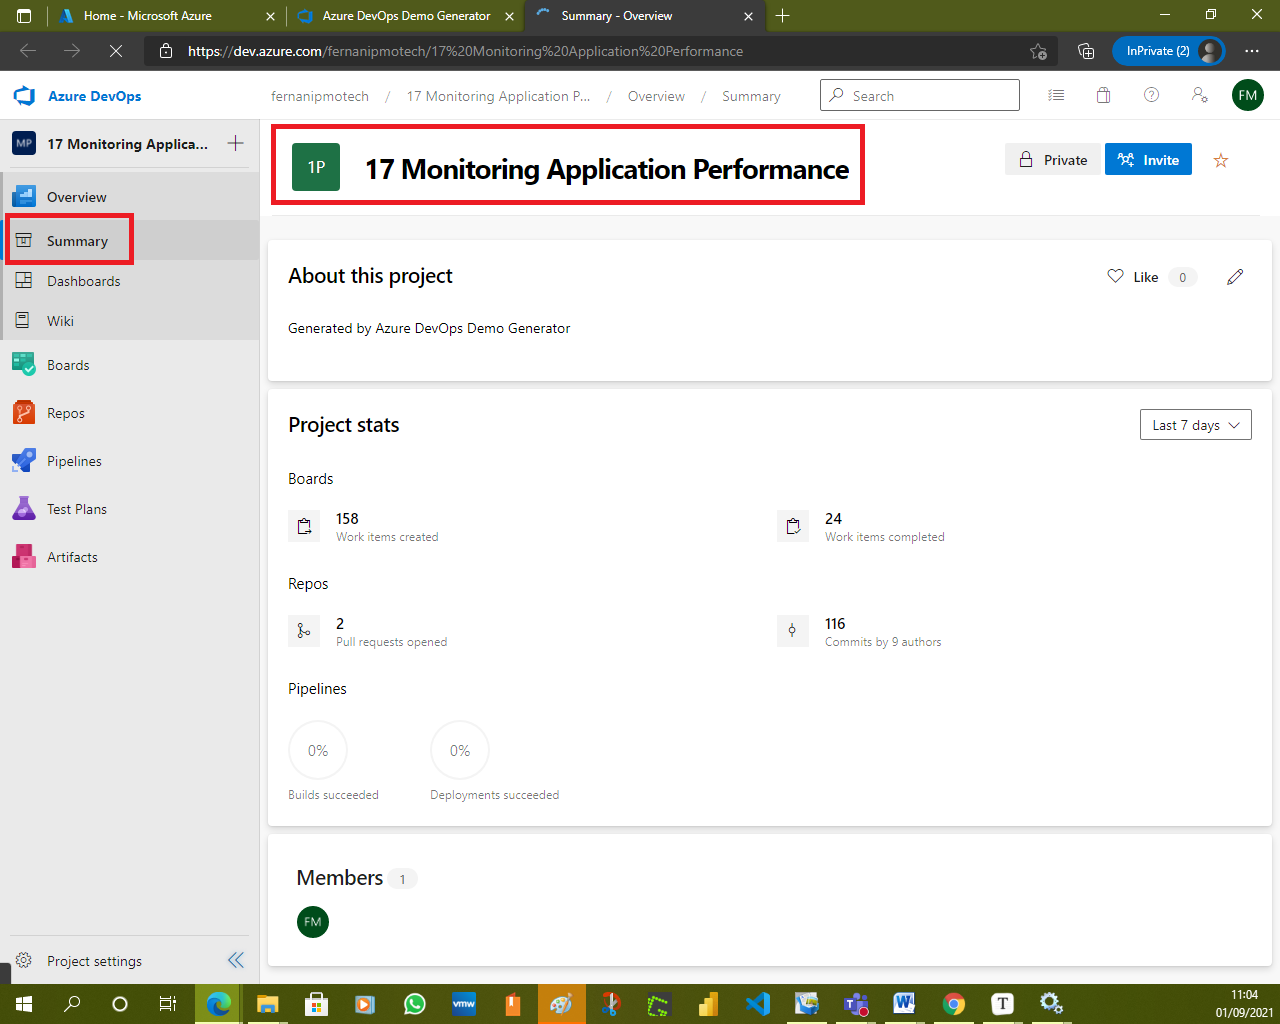 Home - Microsoft Azure
Azure DevOps Demo Generator
Summary - Overview
https://dev.azure.com/fernanipmotech/17%20Monitoring%20Application%20Performance
InPrivate (2)
Azure DevOps
fernanipmotech / 17 Monitoring Application P... / Overview / Summary
Search
FM
MP
17 Monitoring Applica...
1P
17 Monitoring Application Performance
Private
Invite
Overview
Summary
Dashboards
Wiki
Boards
Repos
Pipelines
Test Plans
Artifacts
Project settings
About this project
Like 0
Generated by Azure DevOps Demo Generator
Project stats
Last 7 days
Boards
158
Work items created
24
Work items completed
Repos
2
Pull requests opened
116
Commits by 9 authors
Pipelines
0%
Builds succeeded
0%
Deployments succeeded
Members 1
FM
vmw
T
11:04
01/09/2021